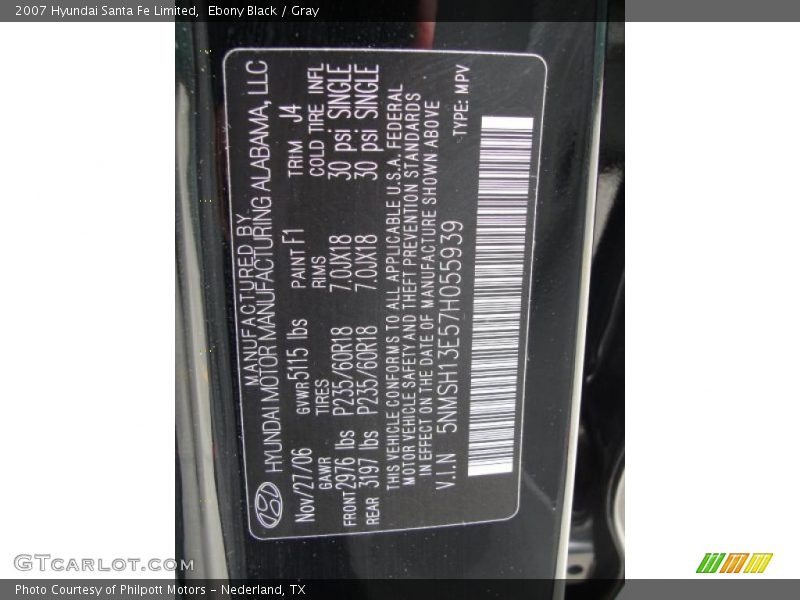 2007 Hyundai Santa Fe Limited, Ebony Black / Gray
MANUFACTURED BY
HYUNDAI MOTOR MANUFACTURING ALABAMA, LLC
Nov/27/06 GVWR 5115 lbs PAINT F1 TRIM J4
GAWR TIRES RIMS COLD TIRE INFL
FRONT 2976 lbs P235/60R18 7.0JX18 30 psi SINGLE
REAR 3197 lbs P235/60R18 7.0JX18 30 psi SINGLE
THIS VEHICLE CONFORMS TO ALL APPLICABLE U.S.A. FEDERAL
MOTOR VEHICLE SAFETY AND THEFT PREVENTION STANDARDS
IN EFFECT ON THE DATE OF MANUFACTURE SHOWN ABOVE
V.I.N 5NMSH13E57H055939 TYPE: MPV
GTCARLOT.COM
Photo Courtesy of Philpott Motors - Nederland, TX